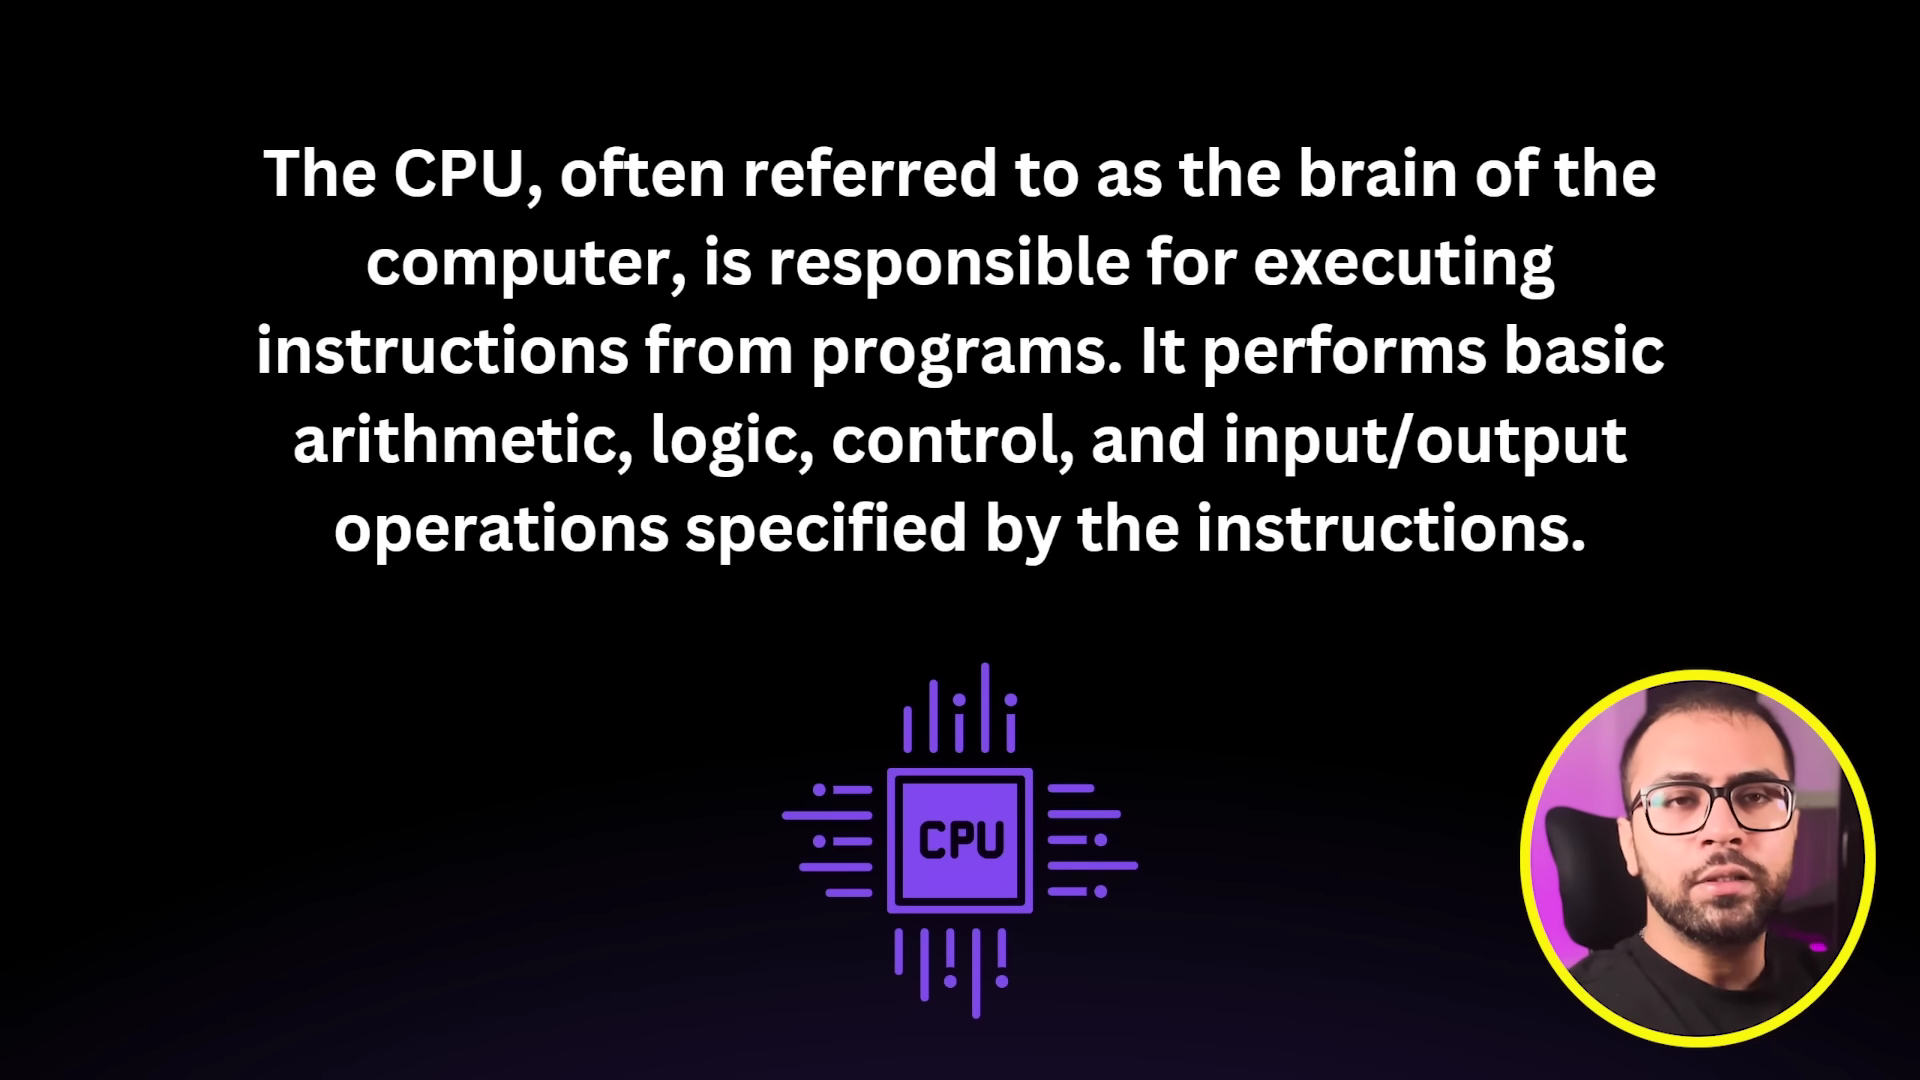 The CPU, often referred to as the brain of the
computer, is responsible for executing
instructions from programs. It performs basic
arithmetic, logic, control, and input/output
operations specified by the instructions.
CPU